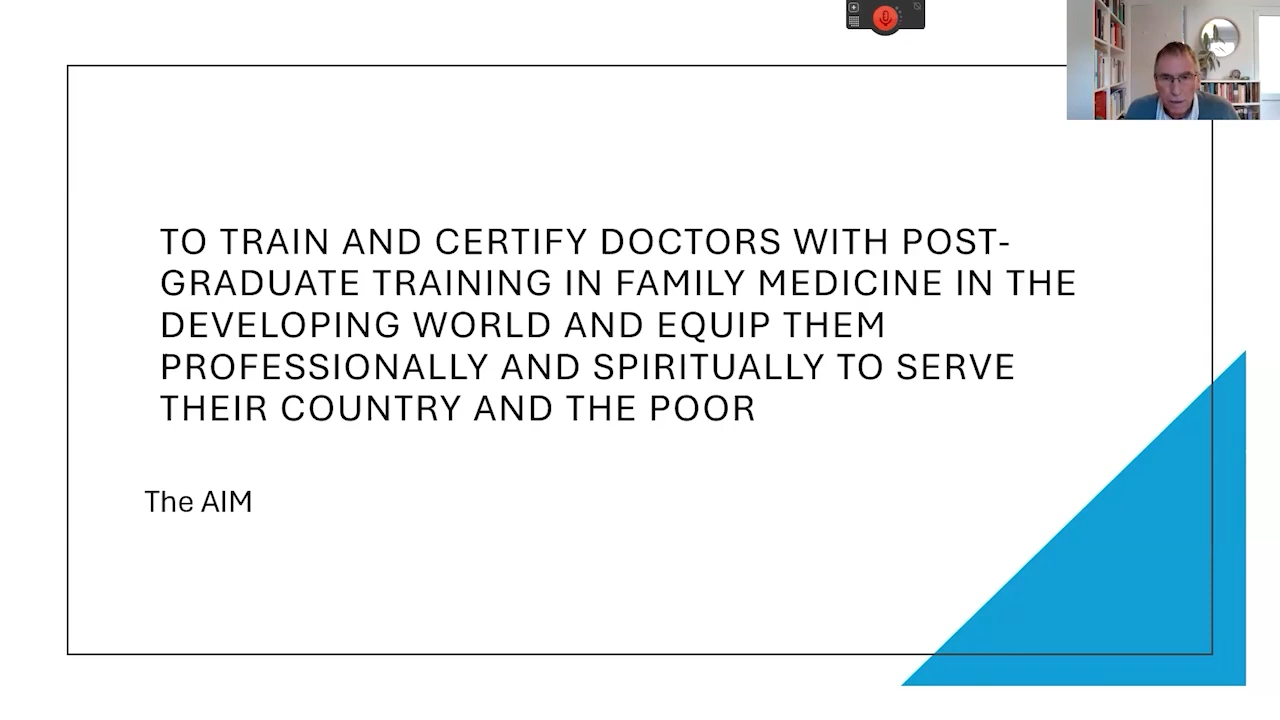 TO TRAIN AND CERTIFY DOCTORS WITH POST-
GRADUATE TRAINING IN FAMILY MEDICINE IN THE
DEVELOPING WORLD AND EQUIP THEM
PROFESSIONALLY AND SPIRITUALLY TO SERVE
THEIR COUNTRY AND THE POOR
The AIM